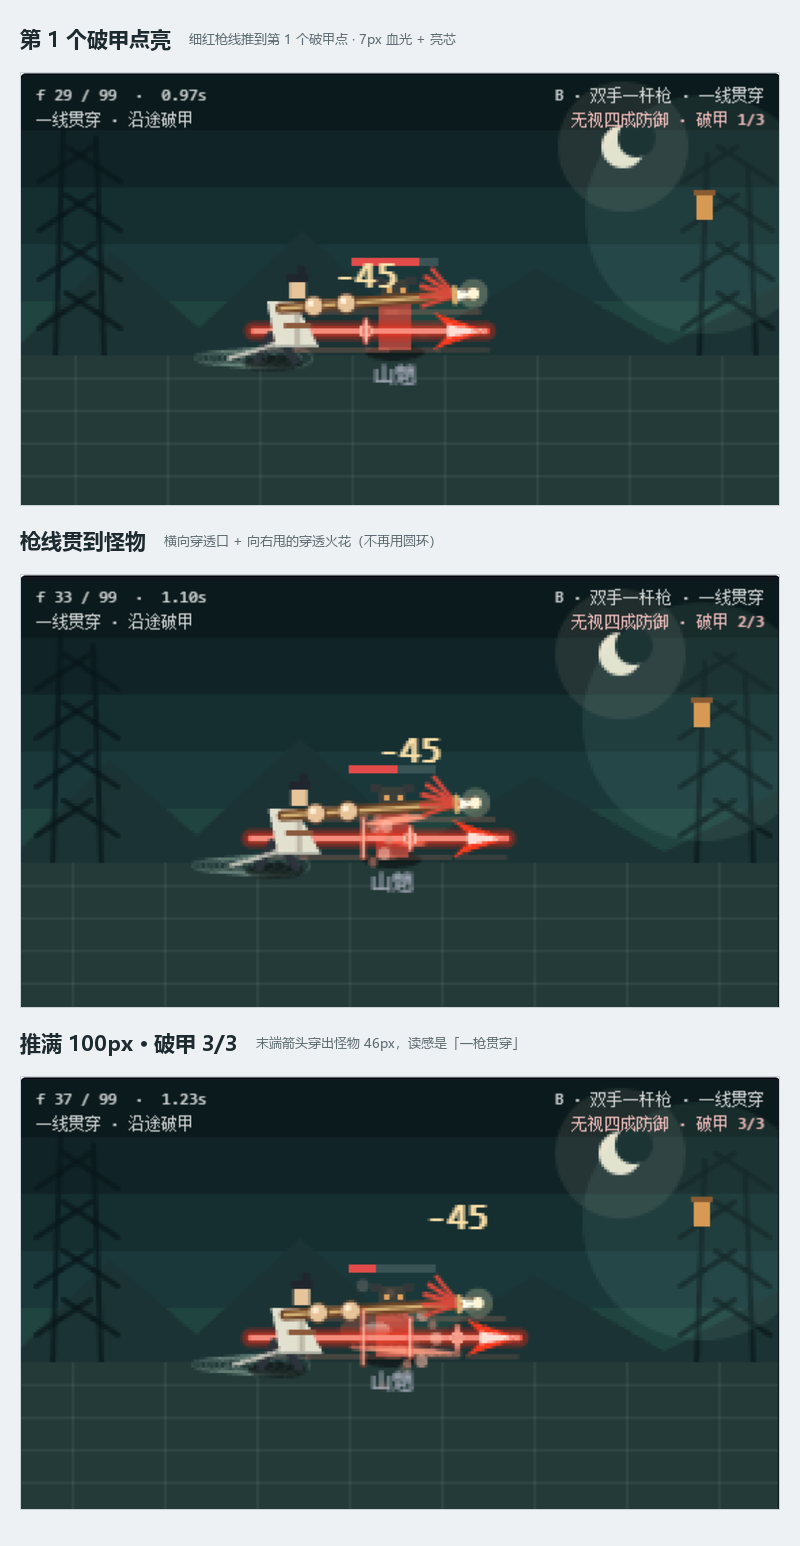 第 1 个破甲点亮 细红枪线推到第 1 个破甲点 · 7px 血光 + 亮芯
f 29 / 99 · 0.97s
B · 双手一杆枪 · 一线贯穿
一线贯穿 · 沿途破甲
无视四成防御 · 破甲 1/3
-45
山魈
枪线贯到怪物 横向穿透口 + 向右甩的穿透火花（不再用圆环）
f 33 / 99 · 1.10s
B · 双手一杆枪 · 一线贯穿
一线贯穿 · 沿途破甲
无视四成防御 · 破甲 2/3
-45
山魈
推满 100px · 破甲 3/3 末端箭头穿出怪物 46px，读感是「一枪贯穿」
f 37 / 99 · 1.23s
B · 双手一杆枪 · 一线贯穿
一线贯穿 · 沿途破甲
无视四成防御 · 破甲 3/3
-45
山魈